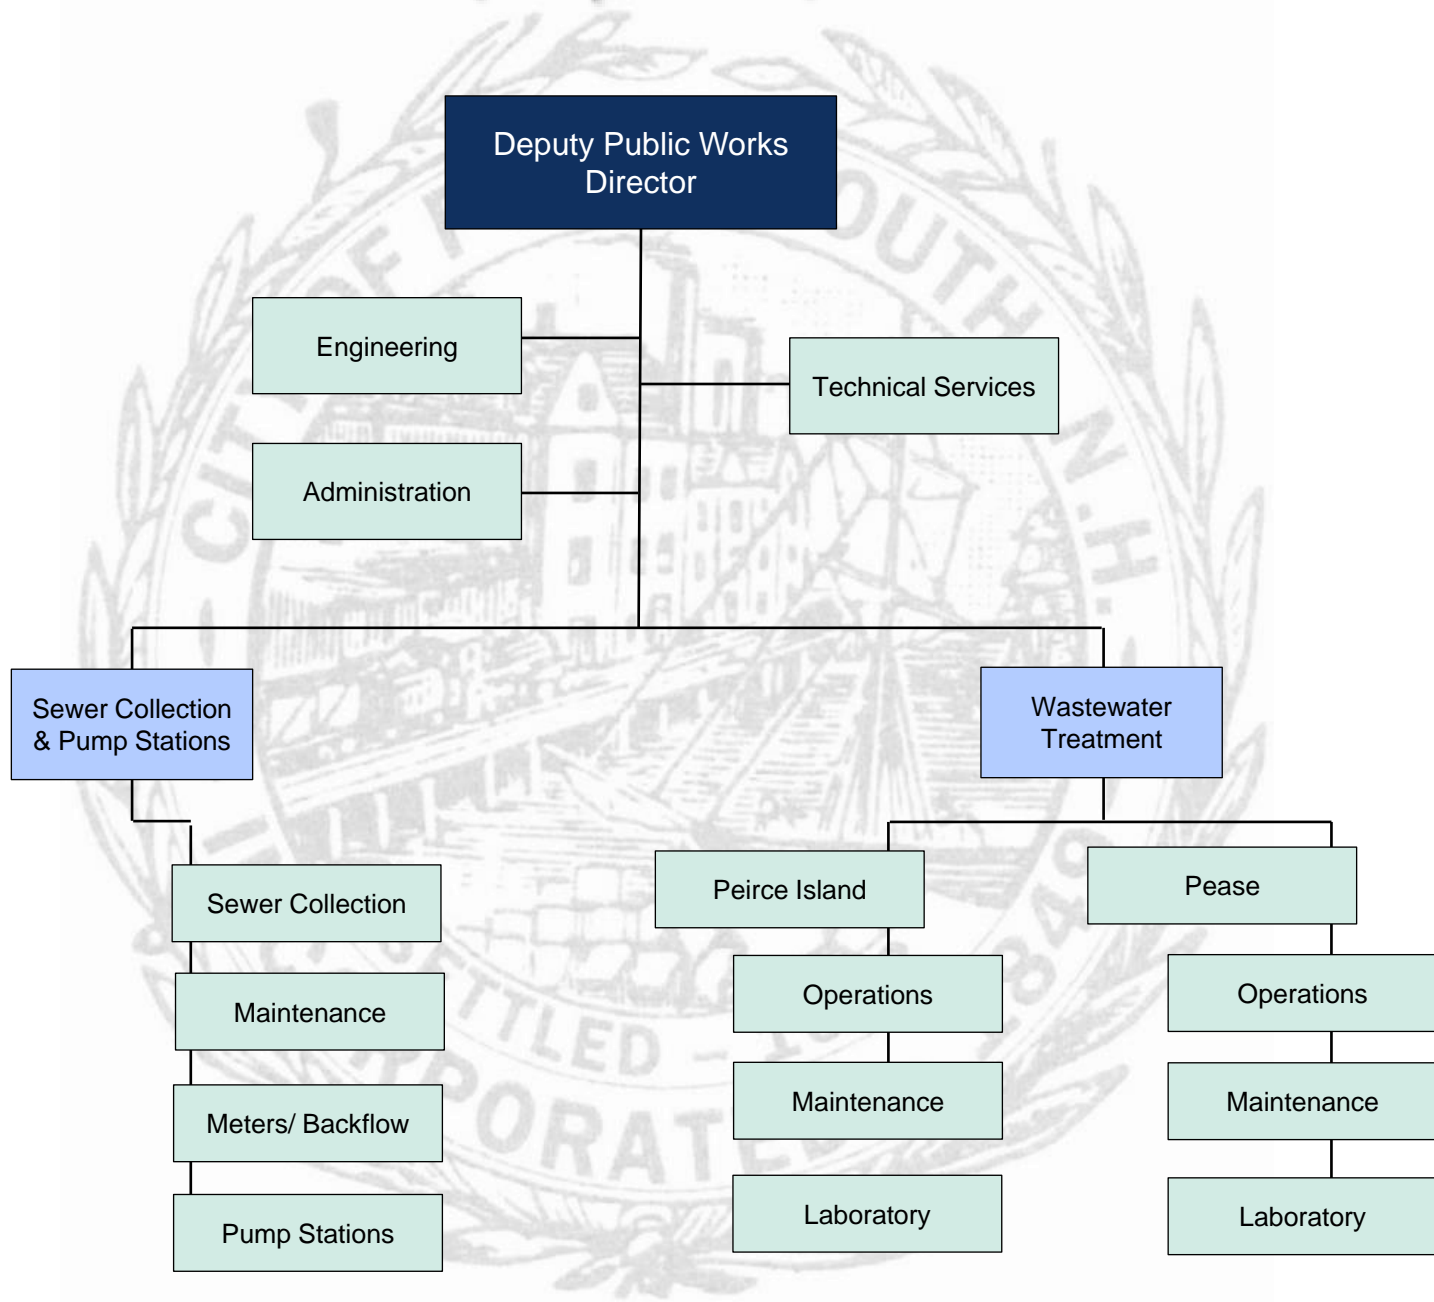 Deputy Public Works
Director
Engineering
Technical Services
Administration
Sewer Collection
& Pump Stations
Wastewater
Treatment
Sewer Collection
Maintenance
Meters/ Backflow
Pump Stations
Peirce Island
Operations
Maintenance
Laboratory
Pease
Operations
Maintenance
Laboratory